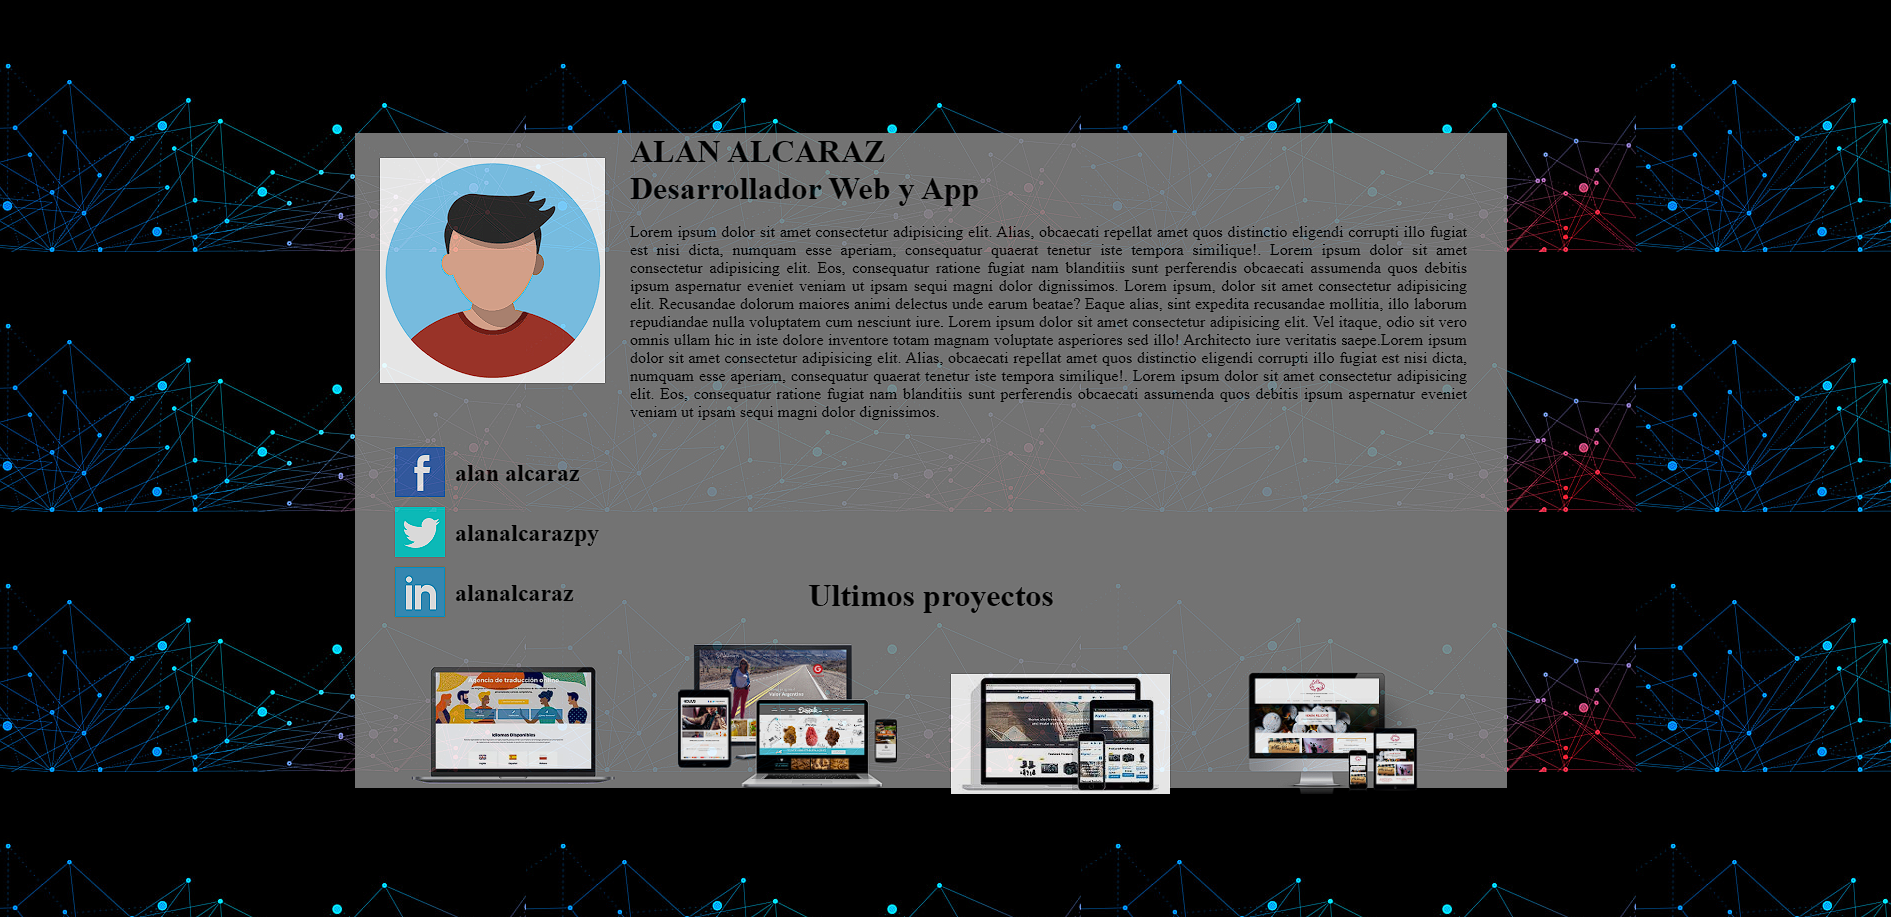 ALAN ALCARAZ
Desarrollador Web y App
Lorem ipsum dolor sit amet consectetur adipisicing elit. Alias, obcaecati repellat amet quos distinctio eligendi corrupti illo fugiat
est nisi dicta, numquam esse aperiam, consequatur quaerat tenetur iste tempora similique!. Lorem ipsum dolor sit amet
consectetur adipisicing elit. Eos, consequatur ratione fugiat nam blanditiis sunt perferendis obcaecati assumenda quos debitis
ipsum aspernatur eveniet veniam ut ipsam sequi magni dolor dignissimos. Lorem ipsum, dolor sit amet consectetur adipisicing
elit. Recusandae dolorum maiores animi delectus unde earum beatae? Eaque alias, sint expedita recusandae mollitia, illo laborum
repudiandae nulla voluptatem cum nesciunt iure. Lorem ipsum dolor sit amet consectetur adipisicing elit. Vel itaque, odio sit vero
omnis ullam hic in iste dolore inventore totam magnam voluptate asperiores sed illo! Architecto iure veritatis saepe.Lorem ipsum
dolor sit amet consectetur adipisicing elit. Alias, obcaecati repellat amet quos distinctio eligendi corrupti illo fugiat est nisi dicta,
numquam esse aperiam, consequatur quaerat tenetur iste tempora similique!. Lorem ipsum dolor sit amet consectetur adipisicing
elit. Eos, consequatur ratione fugiat nam blanditiis sunt perferendis obcaecati assumenda quos debitis ipsum aspernatur eveniet
veniam ut ipsam sequi magni dolor dignissimos.
alan alcaraz
alanalcarazpy
in alanalcaraz
Ultimos proyectos
Agencia de traducción online
Idiomas Disponibles